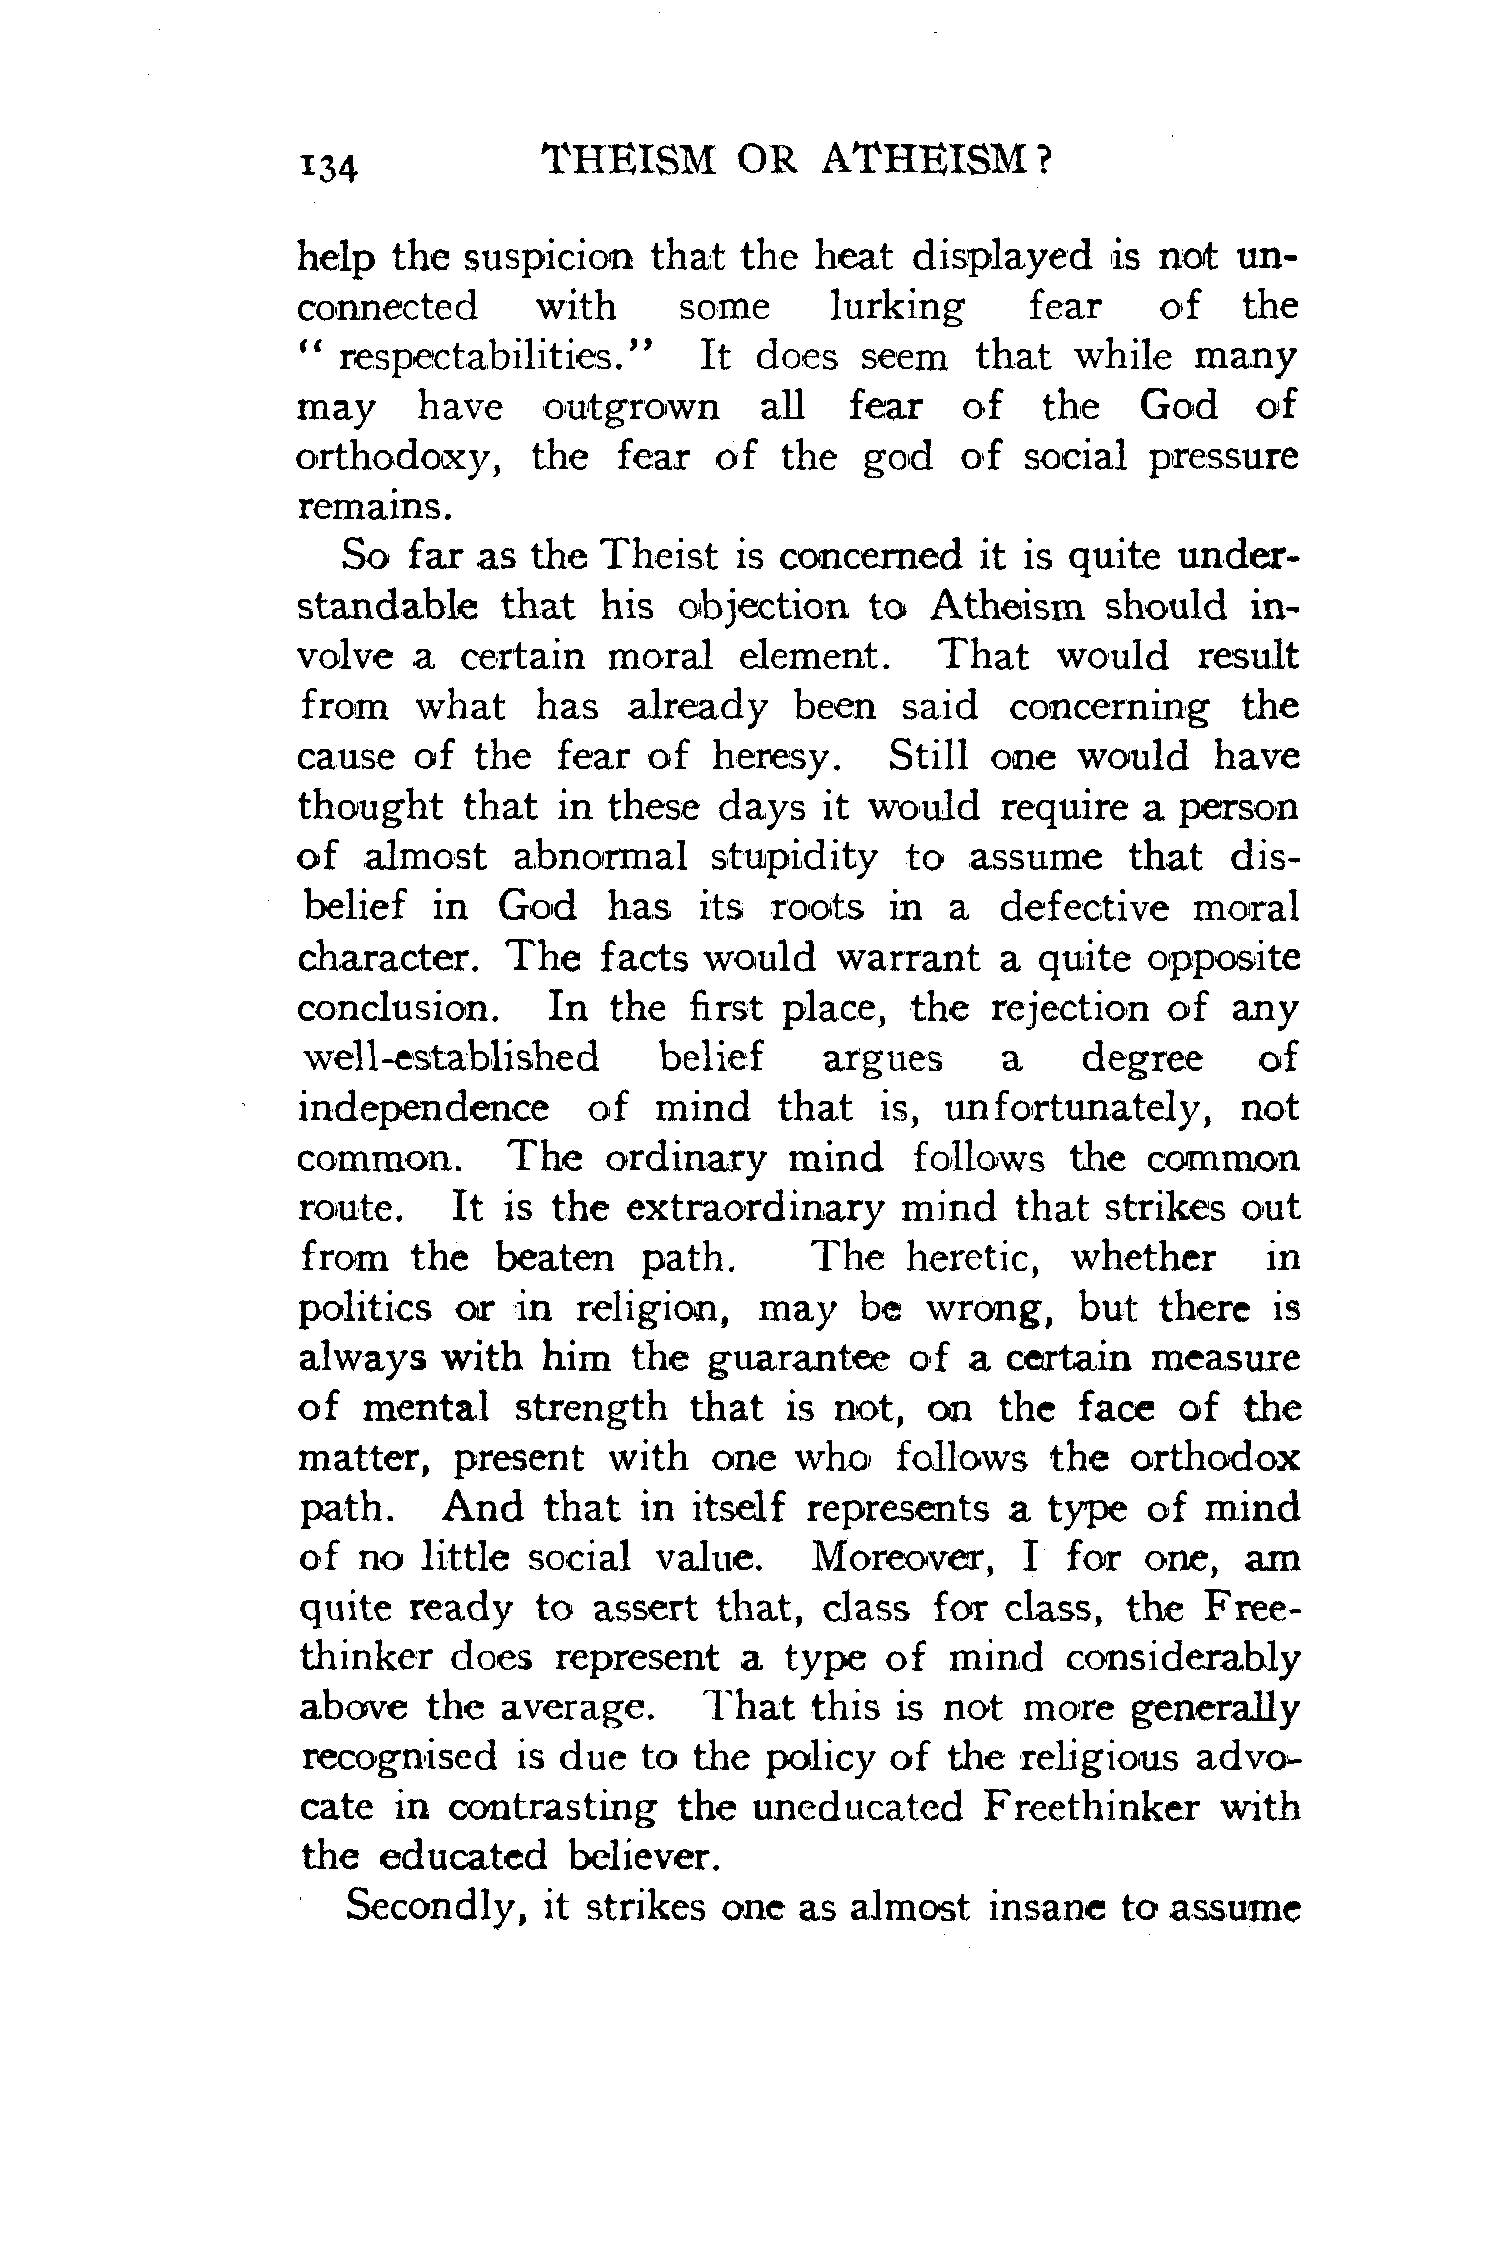 134 THEISM OR ATHEISM ?
help the suspicion that the heat displayed is not un-
connected with some lurking fear of the
“ respectabilities.” It does seem that while many
may have outgrown all fear of the God of
orthodoxy, the fear of the god of social pressure
remains.
So far as the Theist is concerned it is quite under-
standable that his objection to Atheism should in-
volve a certain moral element. That would result
from what has already been said concerning the
cause of the fear of heresy. Still one would have
thought that in these days it would require a person
of almost abnormal stupidity to assume that dis-
belief in God has its roots in a defective moral
character. The facts would warrant a quite opposite
conclusion. In the first place, the rejection of any
well-established belief argues a degree of
independence of mind that is, unfortunately, not
common. The ordinary mind follows the common
route. It is the extraordinary mind that strikes out
from the beaten path. The heretic, whether in
politics or in religion, may be wrong, but there is
always with him the guarantee of a certain measure
of mental strength that is not, on the face of the
matter, present with one who follows the orthodox
path. And that in itself represents a type of mind
of no little social value. Moreover, I for one, am
quite ready to assert that, class for class, the Free-
thinker does represent a type of mind considerably
above the average. That this is not more generally
recognised is due to the policy of the religious advo-
cate in contrasting the uneducated Freethinker with
the educated believer.
Secondly, it strikes one as almost insane to assume